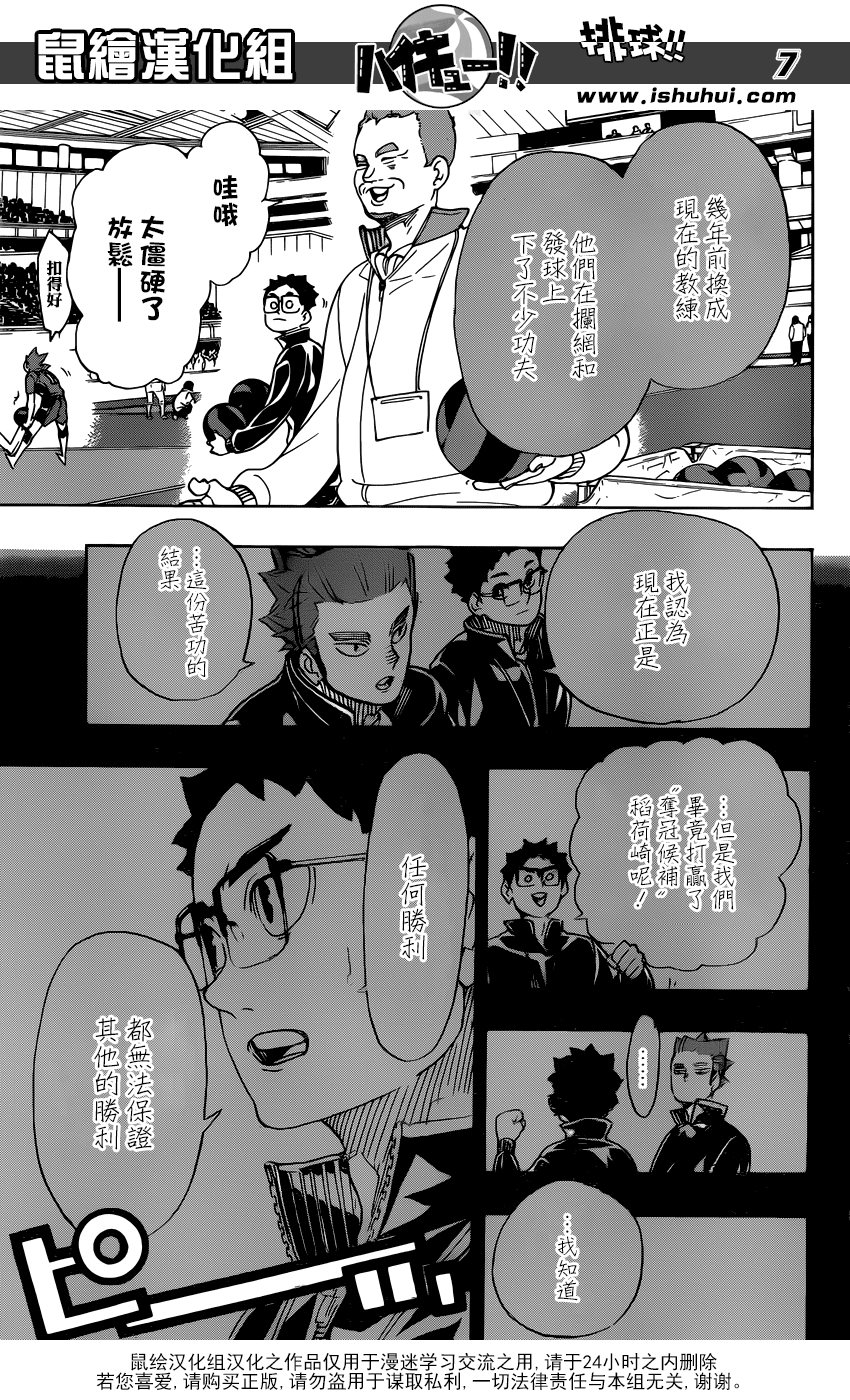 鼠繪漢化組
ハイキュー!!
排球!!
7
www.ishuhui.com
幾年前換成
現在的教練
他們在攔網和
發球上
下了不少功夫
哇哦
太僵硬了
放鬆——
扣得好
我認為
現在正是
…這份苦功的
結果
…但是我們
畢竟打贏了
〝奪冠候補〞
稻荷崎呢！
……
…我知道
任何勝利
都無法保證
其他的勝利
ピーーッ
鼠绘汉化组汉化之作品仅用于漫迷学习交流之用,请于24小时之内删除
若您喜爱,请购买正版,请勿用于谋取私利,一切法律责任与本组无关,谢谢。